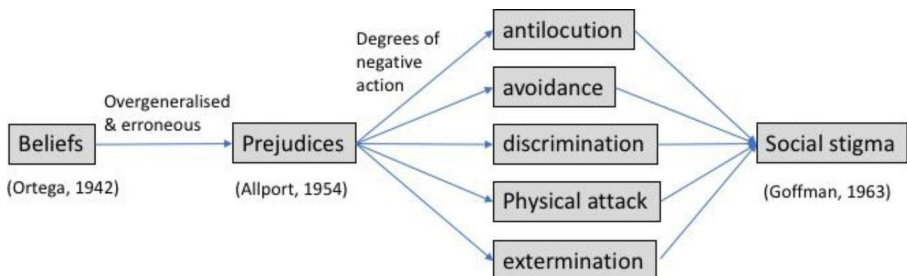 Beliefs
(Ortega, 1942)
Overgeneralised
& erroneous
Prejudices
(Allport, 1954)
Degrees of
negative
action
antilocution
avoidance
discrimination
Physical attack
extermination
Social stigma
(Goffman, 1963)